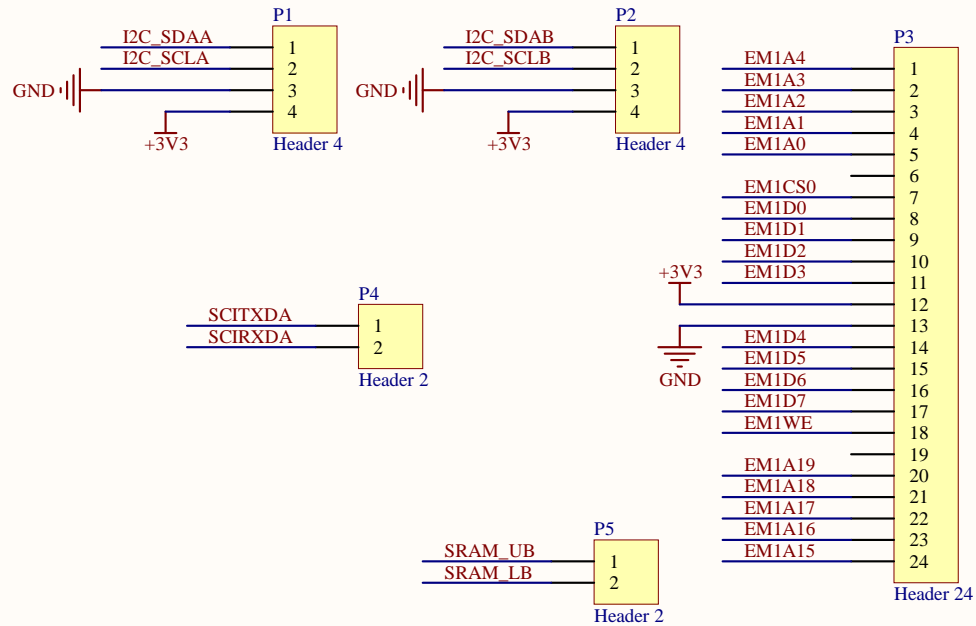 P1
I2C_SDAA 1
I2C_SCLA 2
GND 3
4
+3V3
Header 4
P2
I2C_SDAB 1
I2C_SCLB 2
GND 3
4
+3V3
Header 4
P3
EM1A4 1
EM1A3 2
EM1A2 3
EM1A1 4
EM1A0 5
6
EM1CS0 7
EM1D0 8
EM1D1 9
EM1D2 10
EM1D3 11
+3V3 12
13
GND
EM1D4 14
EM1D5 15
EM1D6 16
EM1D7 17
EM1WE 18
19
EM1A19 20
EM1A18 21
EM1A17 22
EM1A16 23
EM1A15 24
Header 24
P4
SCITXDA 1
SCIRXDA 2
Header 2
P5
SRAM_UB 1
SRAM_LB 2
Header 2